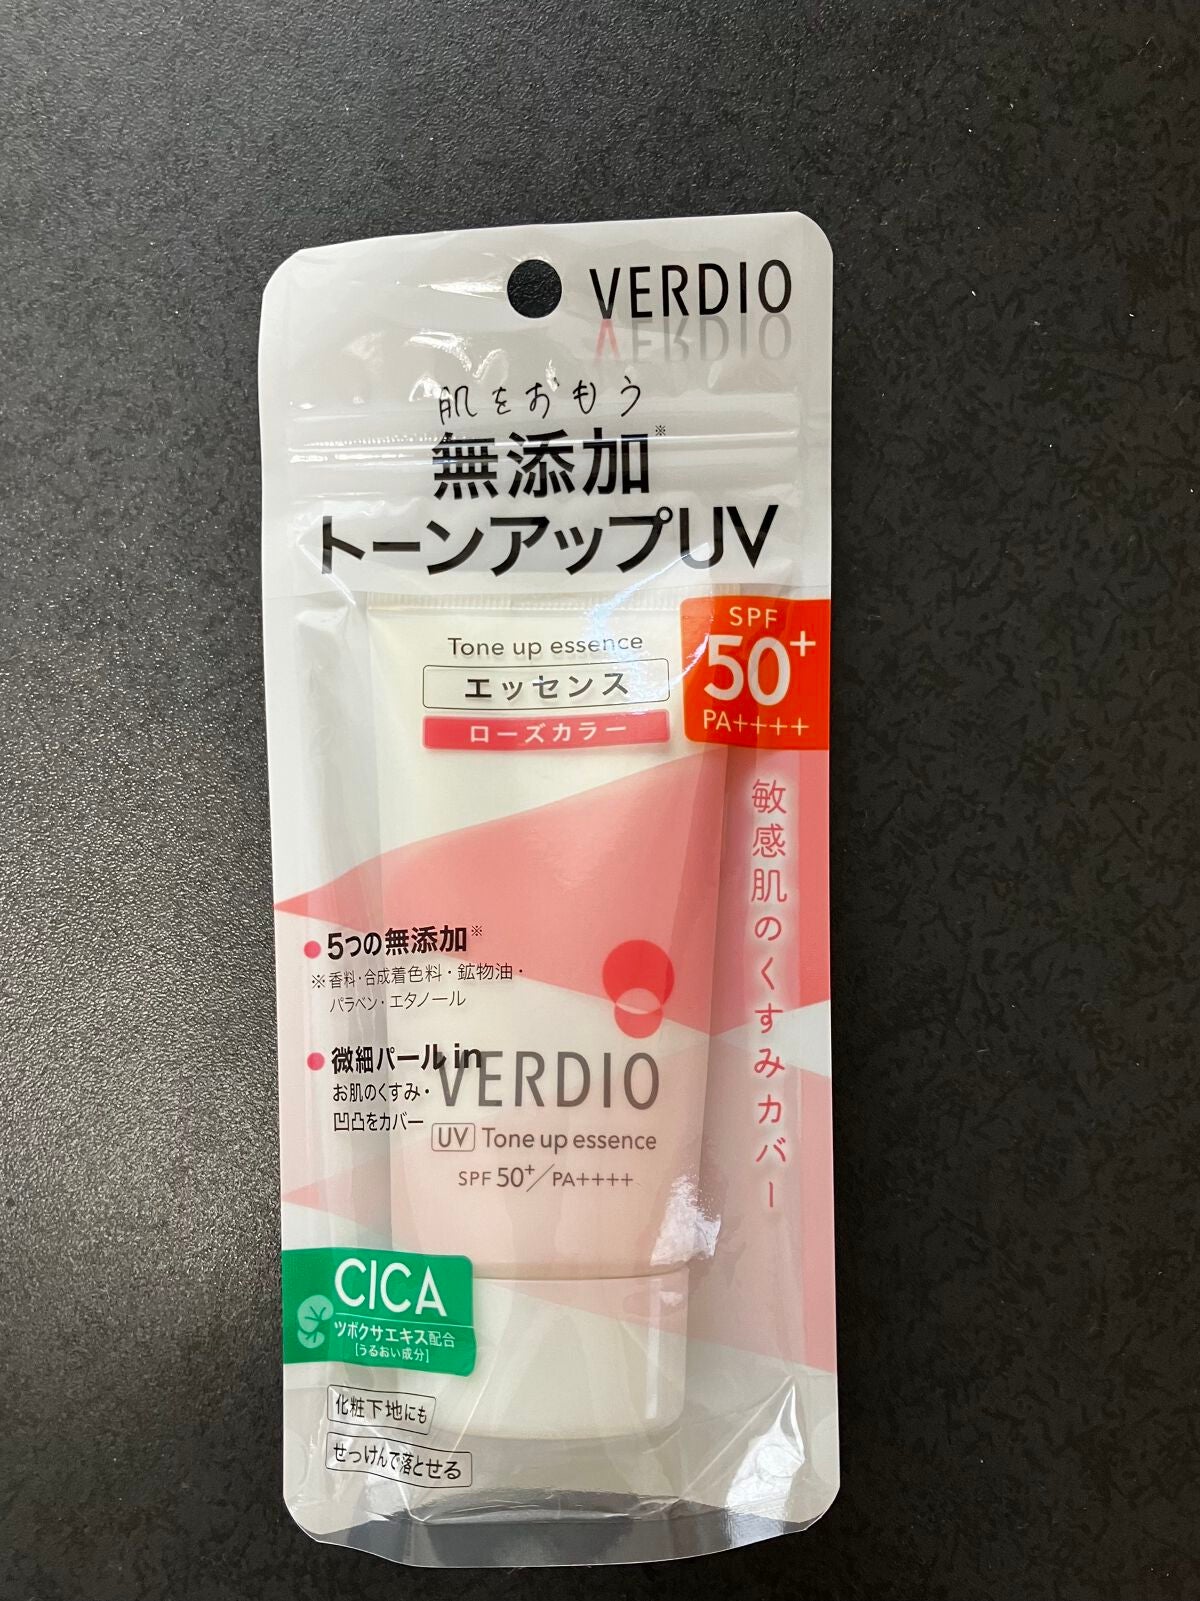 VERDIO
肌をおもう
無添加※
トーンアップUV
Tone up essence
エッセンス
ローズカラー
SPF
50+
PA++++
敏感肌のくすみカバー
● 5つの無添加※
※香料・合成着色料・鉱物油・
パラベン・エタノール
● 微細パールin
お肌のくすみ・
凹凸をカバー
VERDIO
UV Tone up essence
SPF 50+/PA++++
CICA
ツボクサエキス配合
[うるおい成分]
化粧下地にも
せっけんで落とせる